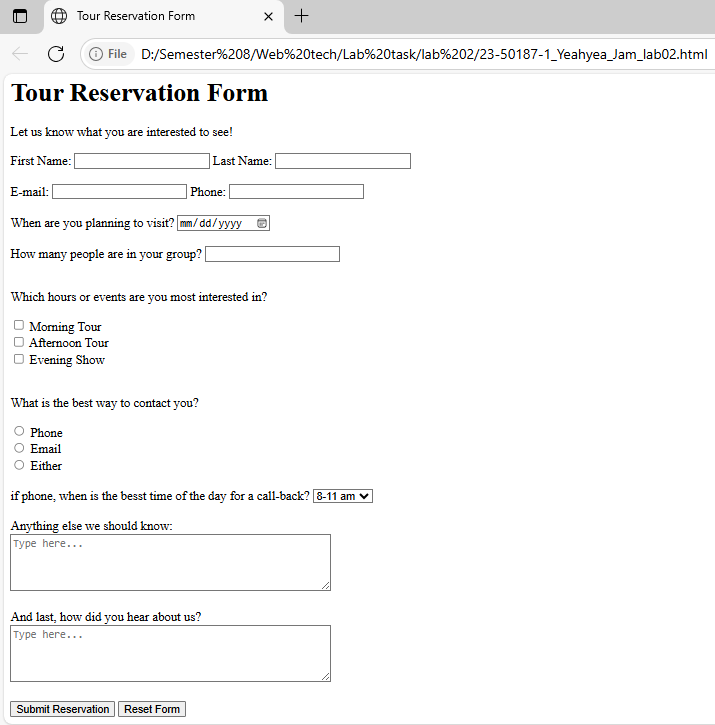 Tour Reservation Form
File D:/Semester%208/Web%20tech/Lab%20task/lab%202/23-50187-1_Yeahyea_Jam_lab02.html
Tour Reservation Form
Let us know what you are interested to see!
First Name: Last Name:
E-mail: Phone:
When are you planning to visit? mm/dd/yyyy
How many people are in your group?
Which hours or events are you most interested in?
Morning Tour
Afternoon Tour
Evening Show
What is the best way to contact you?
Phone
Email
Either
if phone, when is the besst time of the day for a call-back? 8-11 am
Anything else we should know:
Type here...
And last, how did you hear about us?
Type here...
Submit Reservation Reset Form